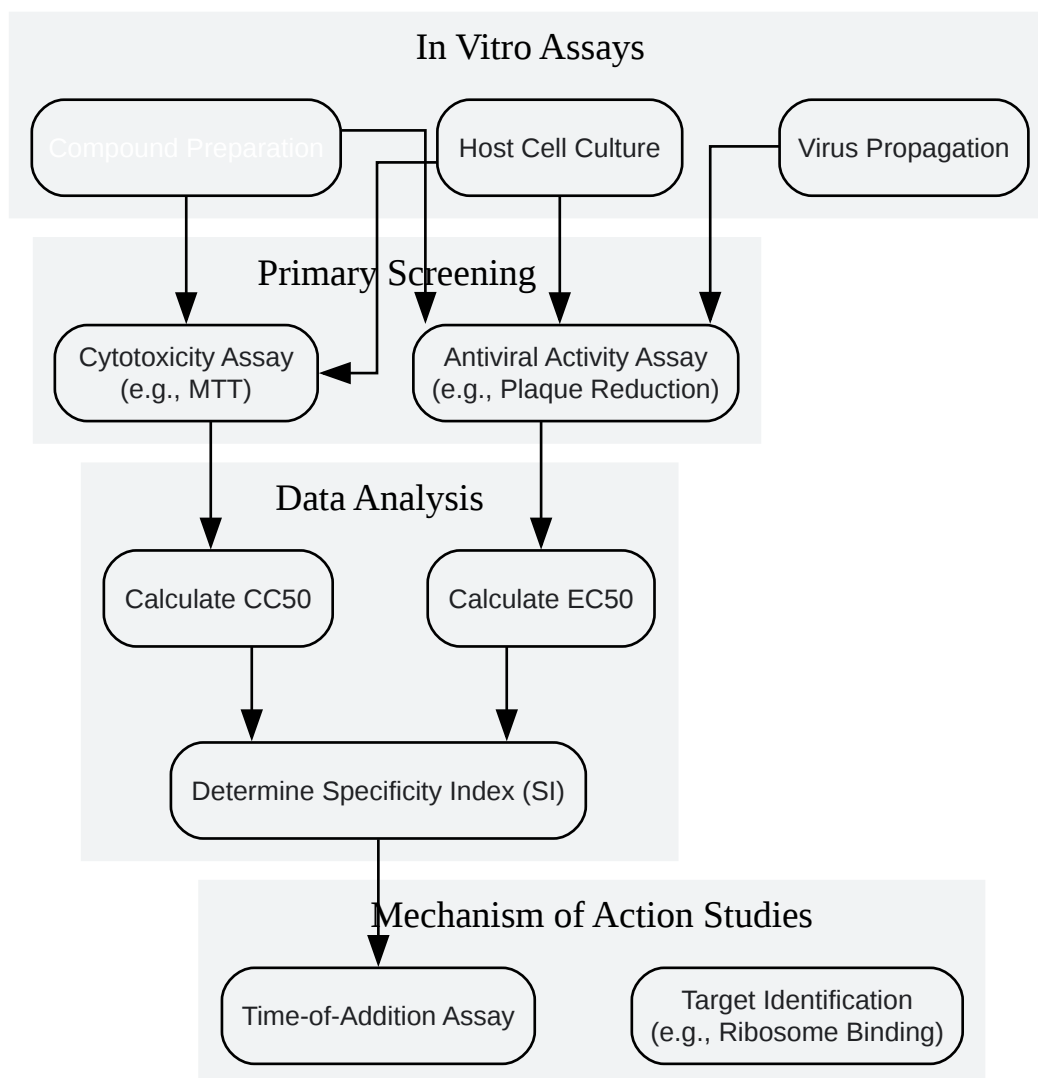 In Vitro Assays
Compound Preparation
Host Cell Culture
Virus Propagation
Primary Screening
Cytotoxicity Assay
(e.g., MTT)
Antiviral Activity Assay
(e.g., Plaque Reduction)
Data Analysis
Calculate CC50
Calculate EC50
Determine Specificity Index (SI)
Mechanism of Action Studies
Time-of-Addition Assay
Target Identification
(e.g., Ribosome Binding)